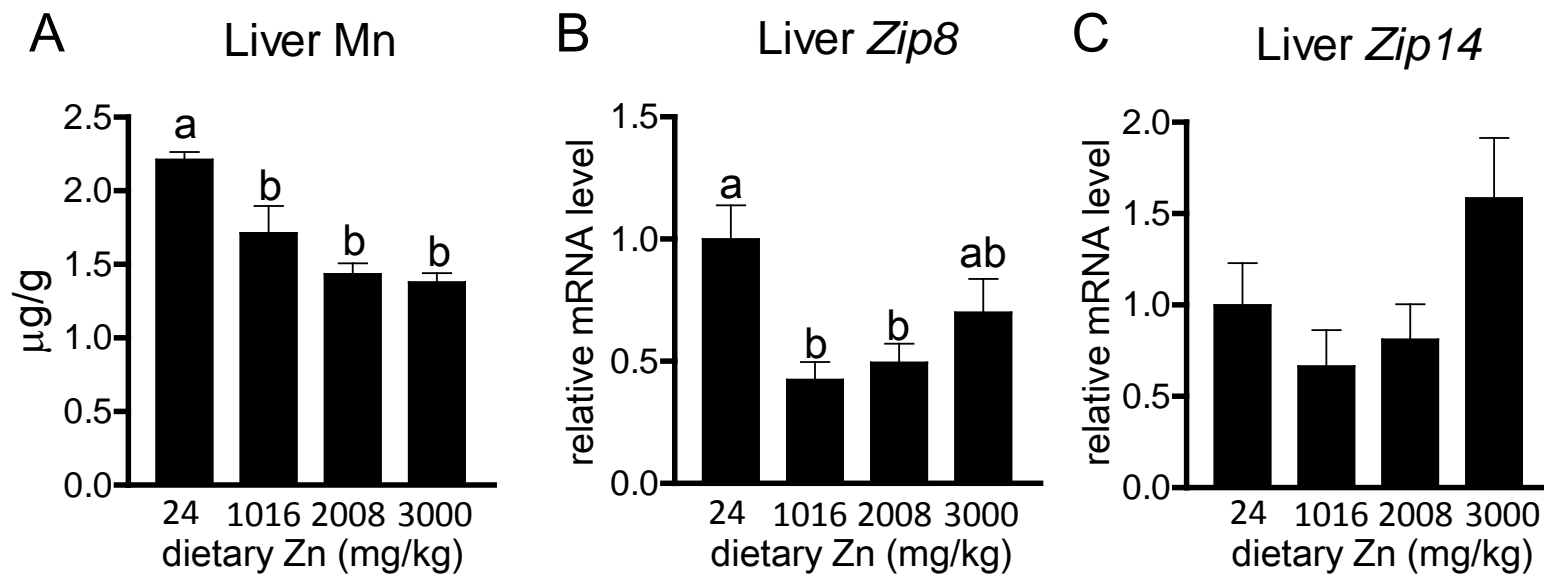 A
Liver Mn
2.5
2.0
1.5
1.0
0.5
0.0
μg/g
a
b
b
b
24 1016 2008 3000
dietary Zn (mg/kg)
B
Liver Zip8
1.5
1.0
0.5
0.0
relative mRNA level
a
b
b
ab
24 1016 2008 3000
dietary Zn (mg/kg)
C
Liver Zip14
2.0
1.5
1.0
0.5
0.0
relative mRNA level
24 1016 2008 3000
dietary Zn (mg/kg)